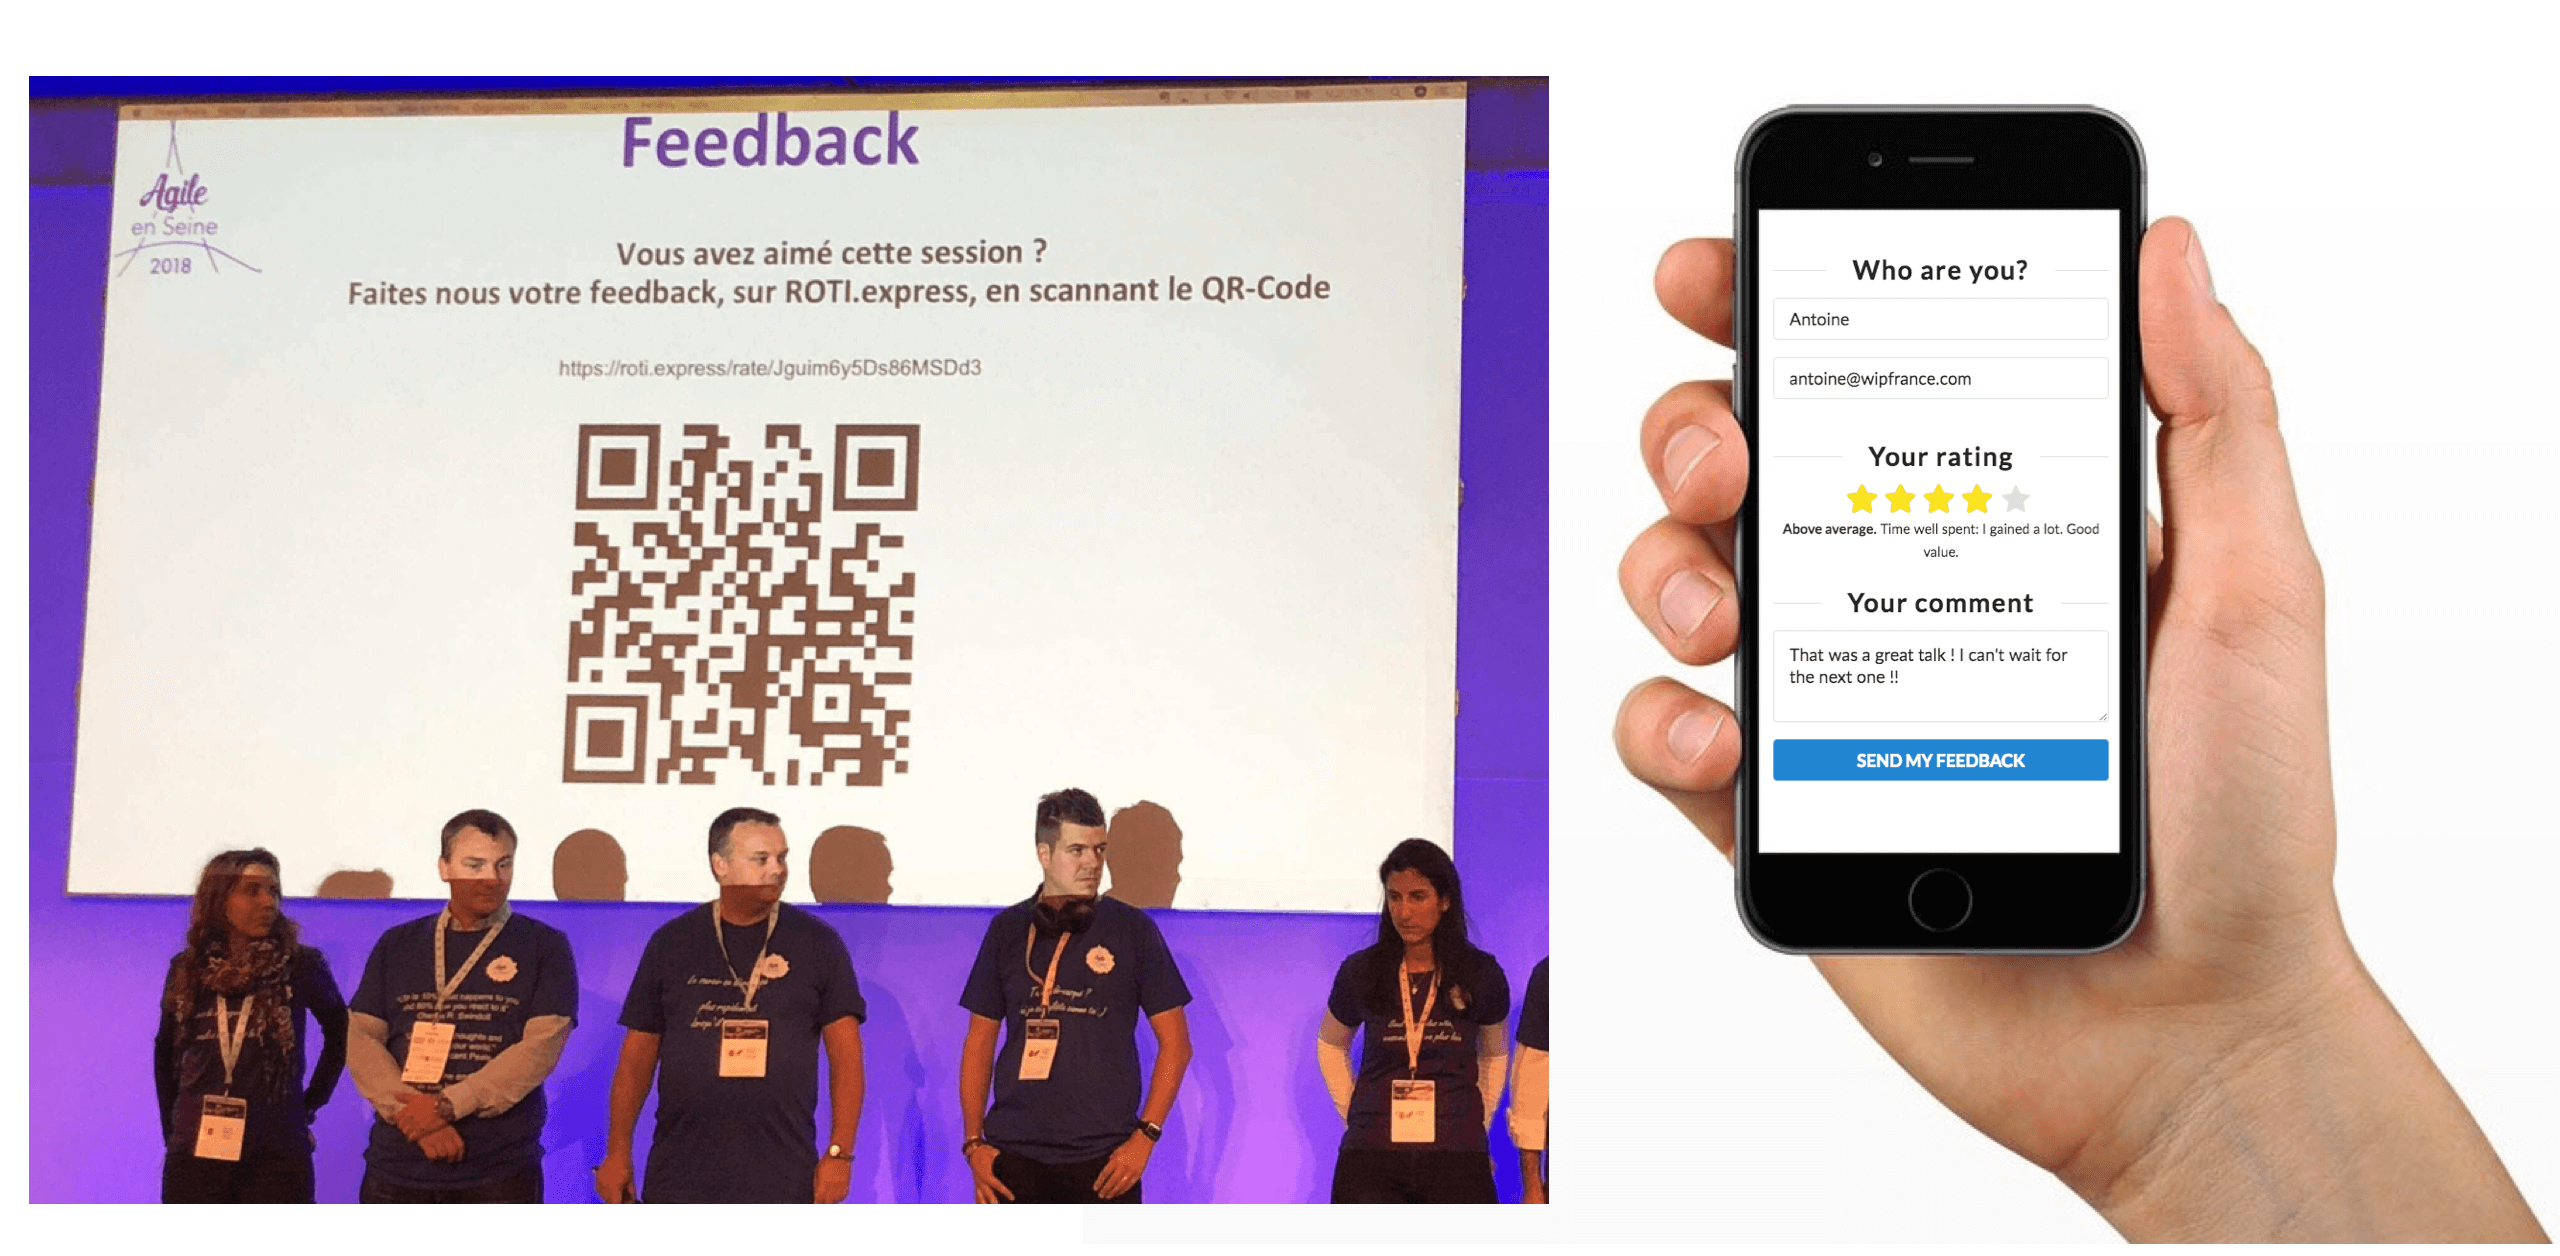 Feedback
Agile
en Seine
2018
Vous avez aimé cette session ?
Faites nous votre feedback, sur ROTI.express, en scannant le QR-Code
https://roti.express/rate/Jguim6y5Ds86MSDd3
Who are you?
Antoine
antoine@wipfrance.com
Your rating
Above average. Time well spent: I gained a lot. Good
value.
Your comment
That was a great talk ! I can't wait for
the next one !!
SEND MY FEEDBACK